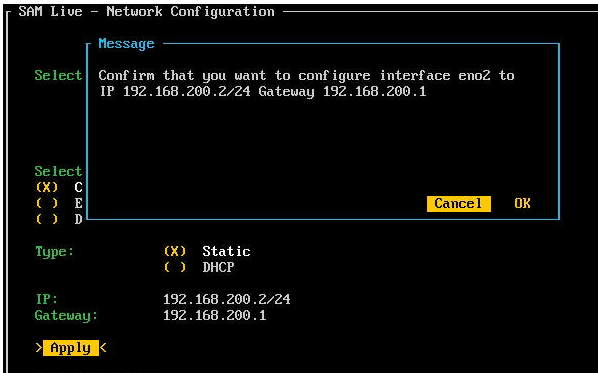 SAM Live - Network Configuration
Message
Select
Confirm that you want to configure interface eno2 to
IP 192.168.200.2/24 Gateway 192.168.200.1
Select
(X) C
( ) E
( ) D
Cancel OK
Type: (X) Static
( ) DHCP
IP: 192.168.200.2/24
Gateway: 192.168.200.1
>Apply<